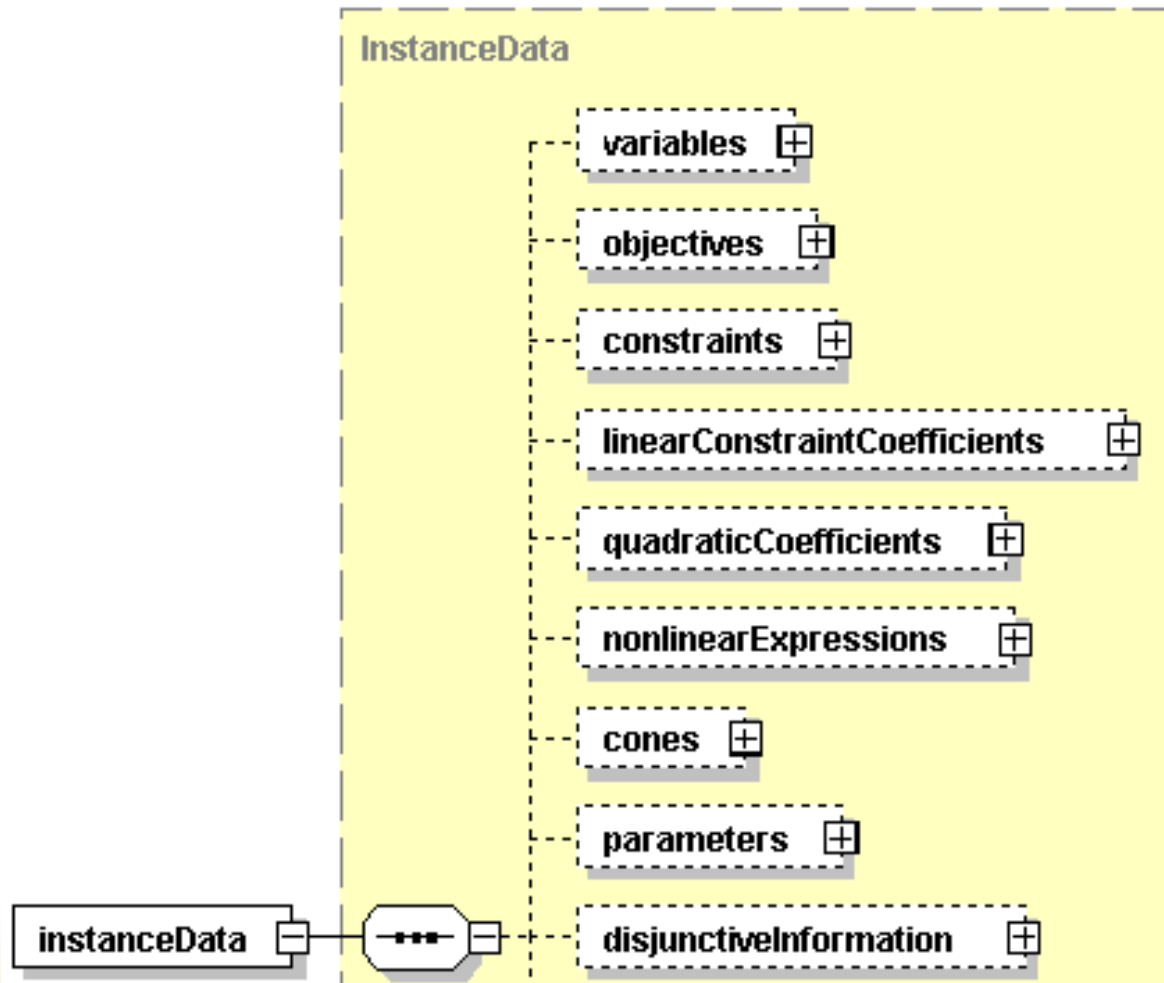 InstanceData
variables
objectives
constraints
linearConstraintCoefficients
quadraticCoefficients
nonlinearExpressions
cones
parameters
instanceData
disjunctiveInformation